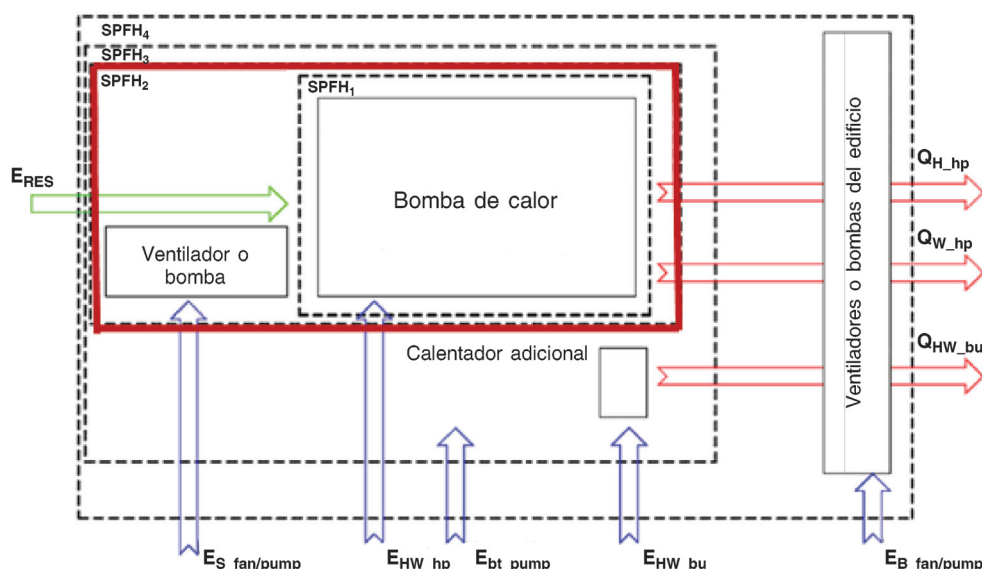 SPFH4
SPFH3
SPFH2
SPFH1
ERES
Bomba de calor
Ventilador o
bomba
Calentador adicional
Ventiladores o bombas del edificio
QH_hp
QW_hp
QHW_bu
ES_fan/pump
EHW_hp
Ebt_pump
EHW_bu
EB_fan/pump